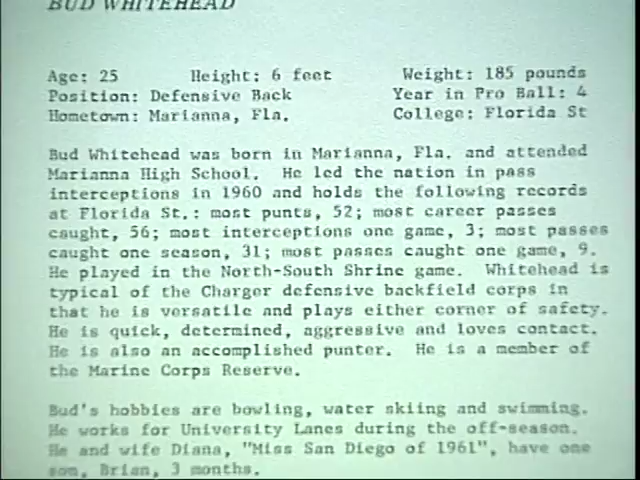 BUD WHITEHEAD
Age: 25 Height: 6 feet Weight: 185 pounds
Position: Defensive Back Year in Pro Ball: 4
Hometown: Marianna, Fla. College: Florida St
Bud Whitehead was born in Marianna, Fla. and attended
Marianna High School. He led the nation in pass
interceptions in 1960 and holds the following records
at Florida St.: most punts, 52; most career passes
caught, 56; most interceptions one game, 3; most passes
caught one season, 31; most passes caught one game, 9.
He played in the North-South Shrine game. Whitehead is
typical of the Charger defensive backfield corps in
that he is versatile and plays either corner of safety.
He is quick, determined, aggressive and loves contact.
He is also an accomplished punter. He is a member of
the Marine Corps Reserve.
Bud's hobbies are bowling, water skiing and swimming.
He works for University Lanes during the off-season.
He and wife Diana, "Miss San Diego of 1961", have one
son, Brian, 3 months.